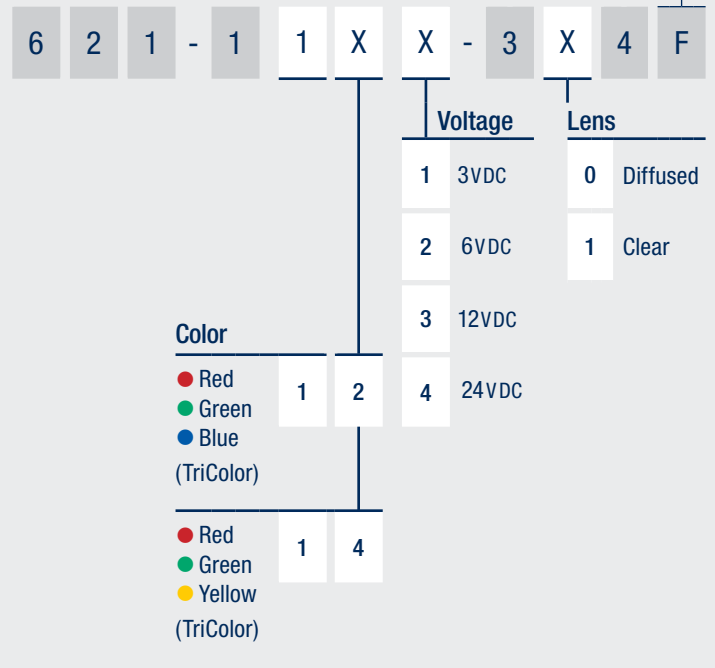 6 2 1 - 1 1 X X - 3 X 4 F
Voltage
1 3VDC
2 6VDC
3 12VDC
4 24VDC
Lens
0 Diffused
1 Clear
Color
Red
Green
Blue
(TriColor)
1 2
Red
Green
Yellow
(TriColor)
1 4